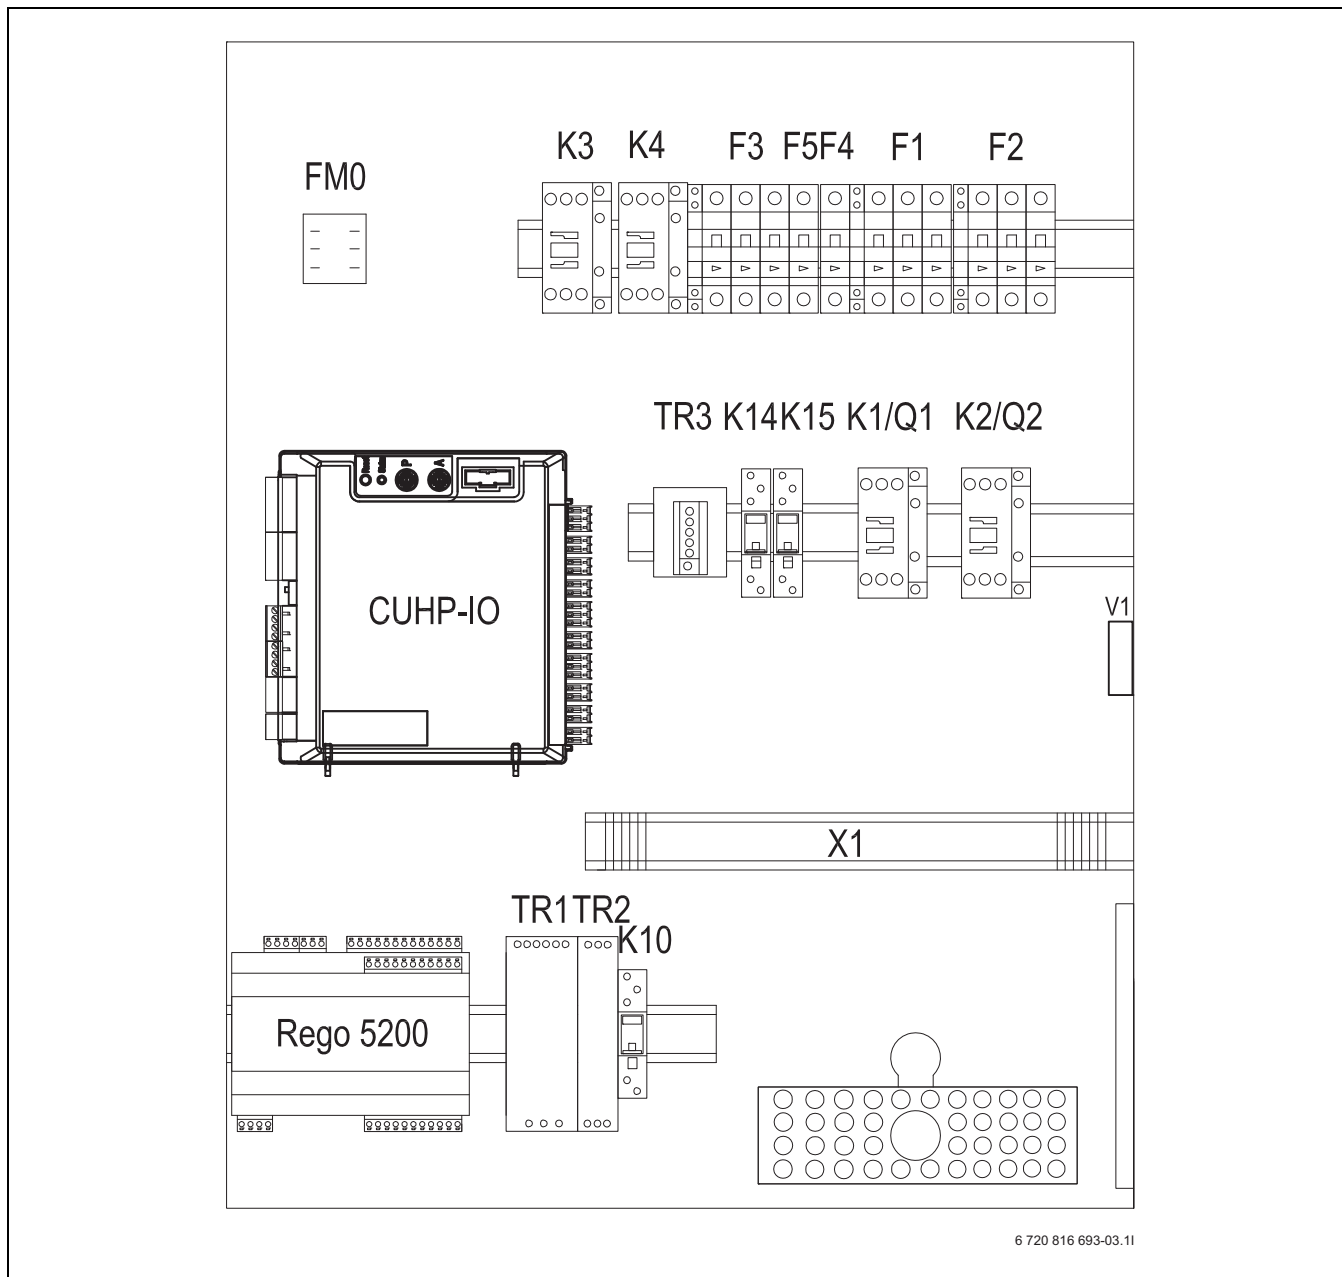 K3 K4 F3 F5F4 F1 F2
FM0
TR3 K14K15 K1/Q1 K2/Q2
P A
CUHP-IO
V1
X1
TR1TR2
K10
Rego 5200
6 720 816 693-03.1I